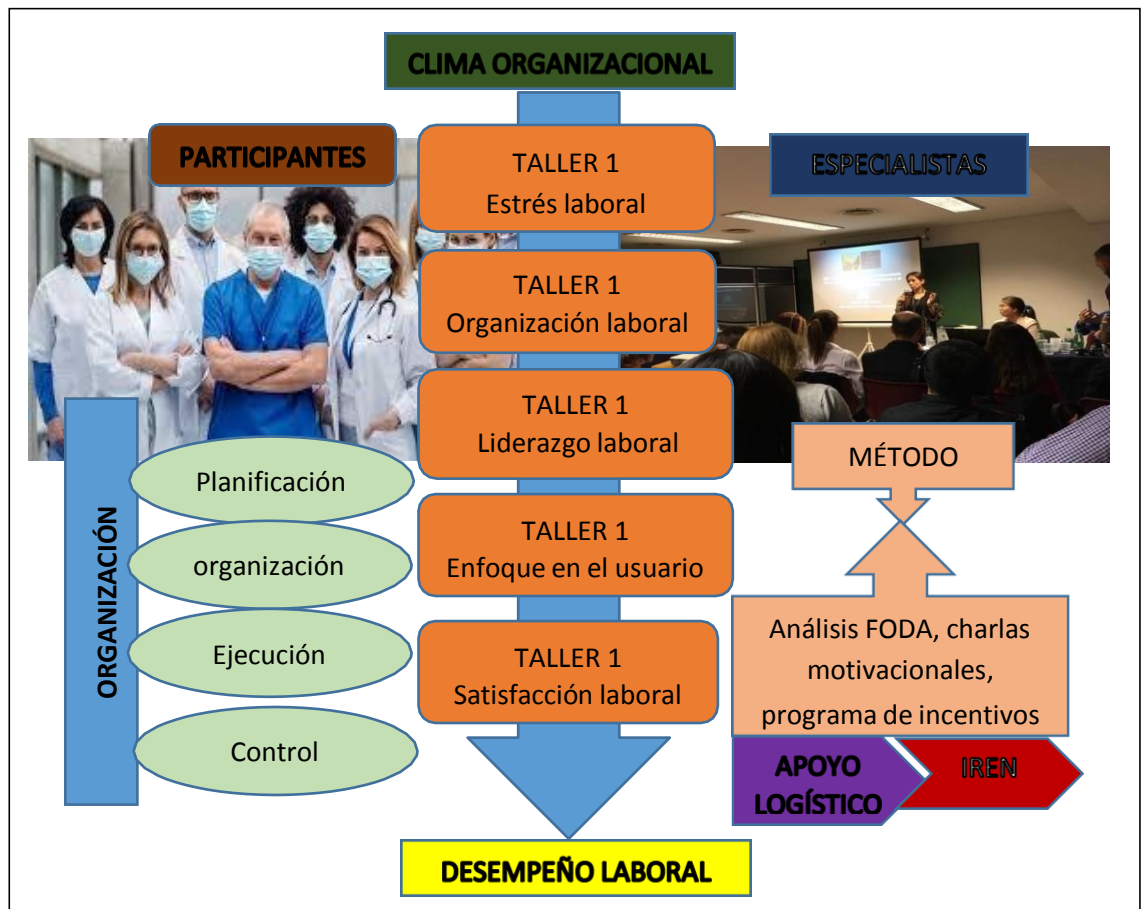 CLIMA ORGANIZACIONAL
PARTICIPANTES
ESPECIALISTAS
TALLER 1
Estrés laboral
TALLER 1
Organización laboral
TALLER 1
Liderazgo laboral
TALLER 1
Enfoque en el usuario
TALLER 1
Satisfacción laboral
ORGANIZACIÓN
Planificación
organización
Ejecución
Control
MÉTODO
Análisis FODA, charlas
motivacionales,
programa de incentivos
APOYO
LOGÍSTICO
IREN
DESEMPEÑO LABORAL